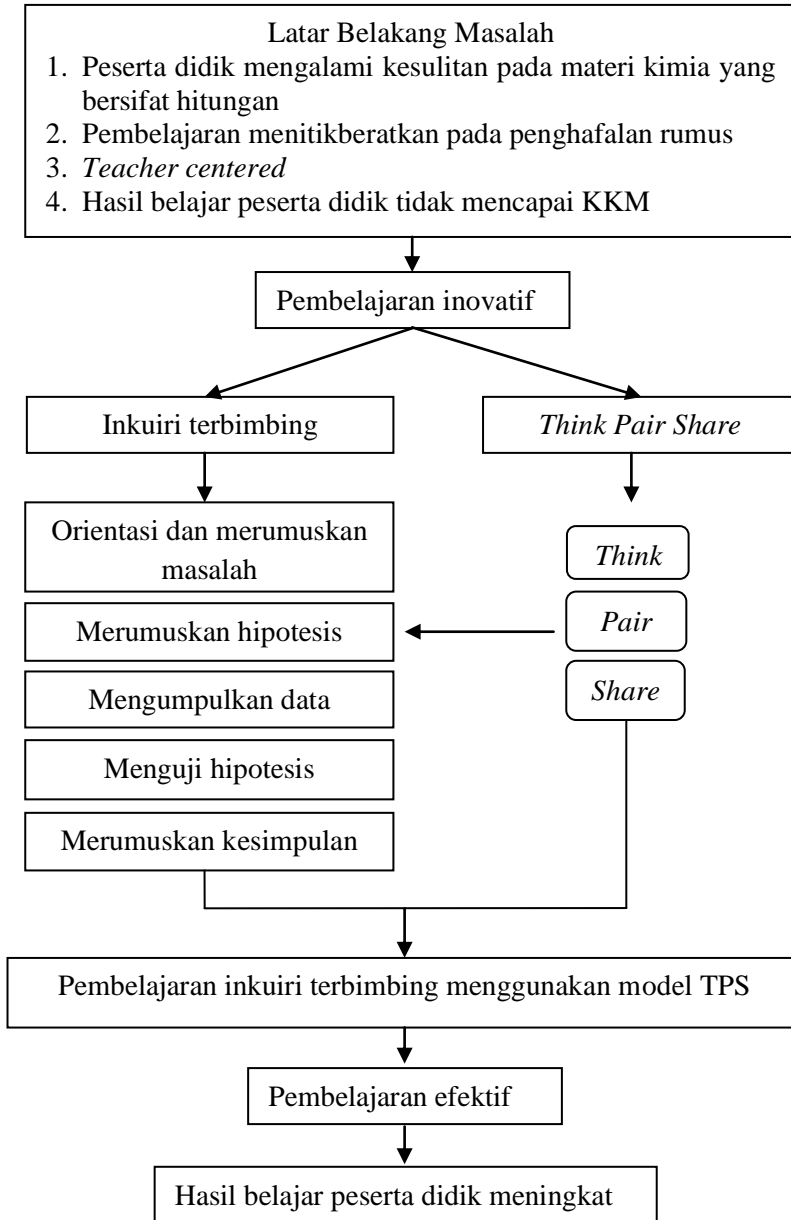 Latar Belakang Masalah
1. Peserta didik mengalami kesulitan pada materi kimia yang
bersifat hitungan
2. Pembelajaran menitikberatkan pada penghafalan rumus
3. Teacher centered
4. Hasil belajar peserta didik tidak mencapai KKM
Pembelajaran inovatif
Inkuiri terbimbing
Think Pair Share
Orientasi dan merumuskan
masalah
Merumuskan hipotesis
Mengumpulkan data
Menguji hipotesis
Merumuskan kesimpulan
Think
Pair
Share
Pembelajaran inkuiri terbimbing menggunakan model TPS
Pembelajaran efektif
Hasil belajar peserta didik meningkat